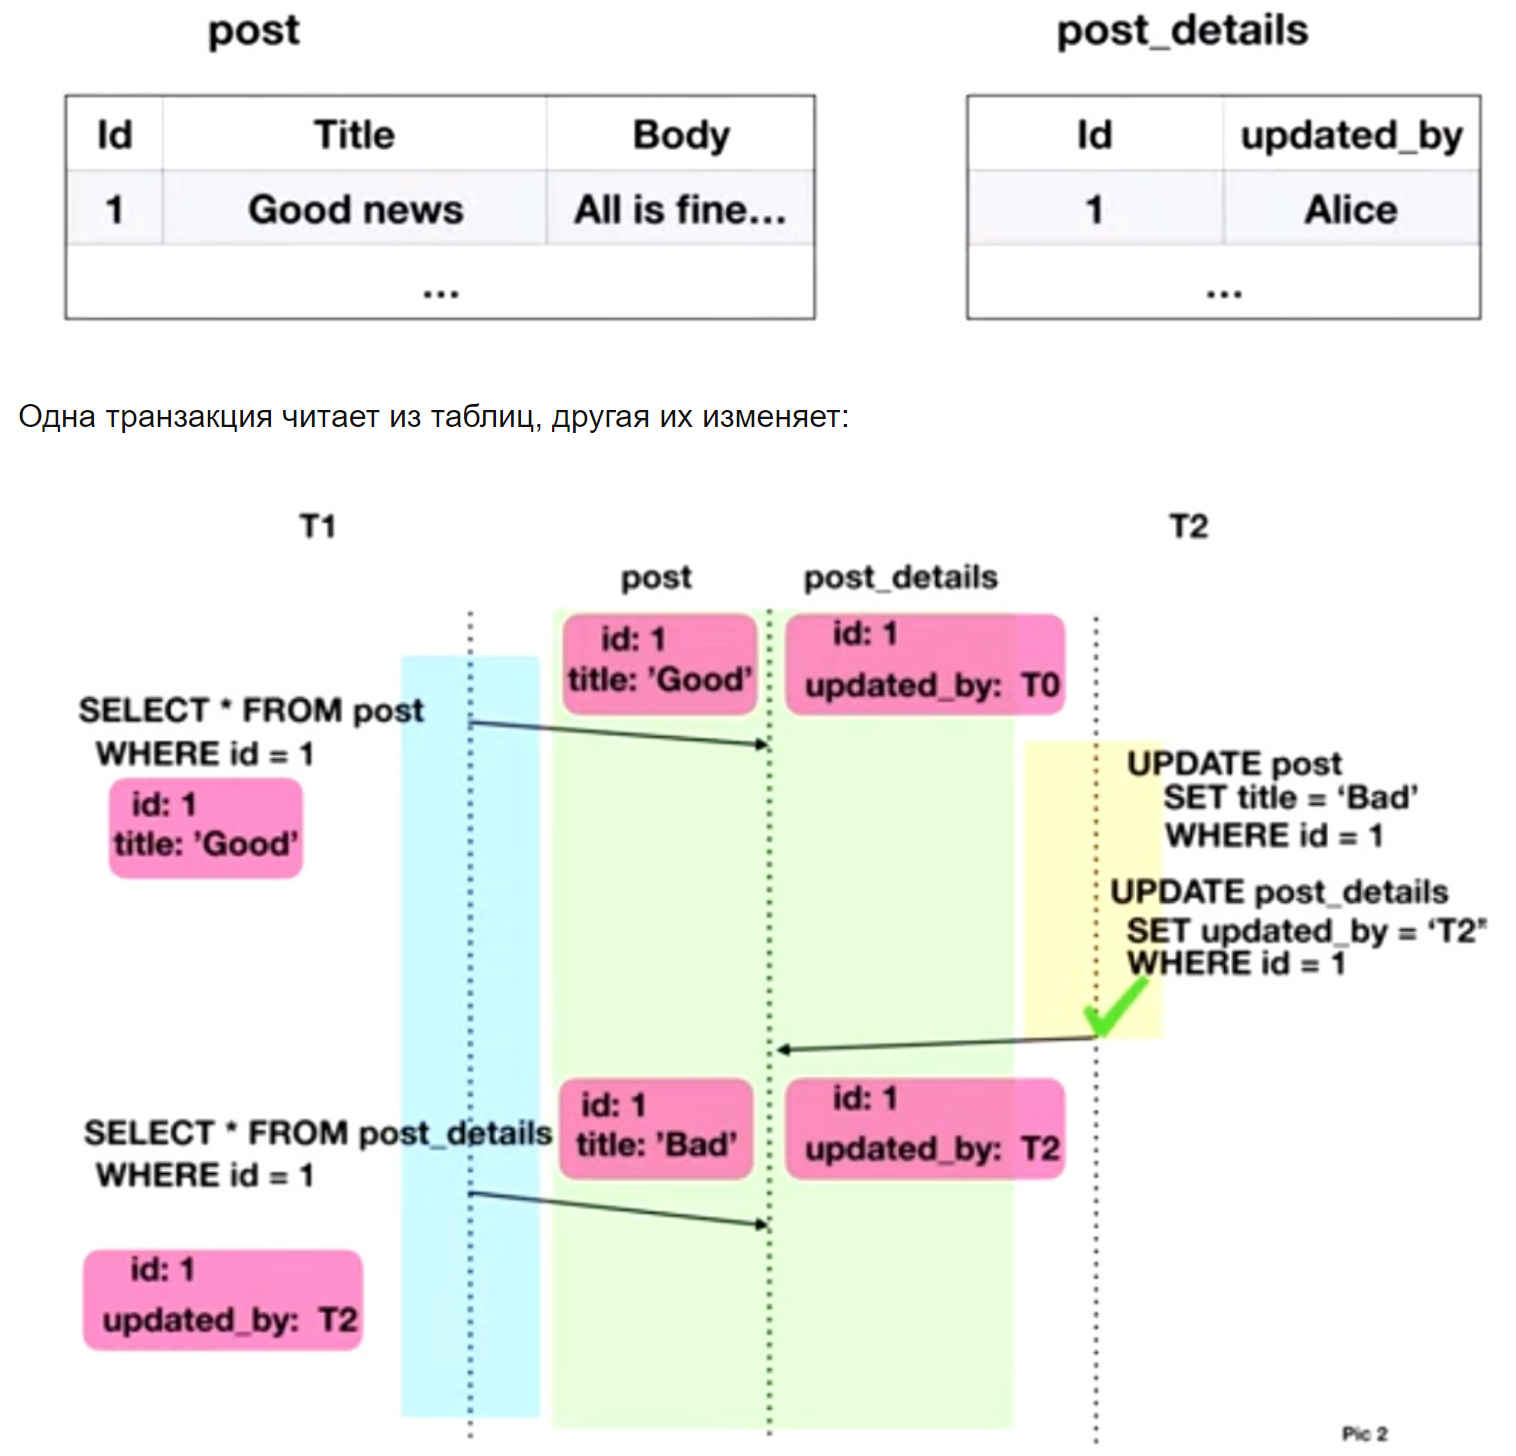 post
post_details
Id Title Body
1 Good news All is fine...
...
Id updated_by
1 Alice
...
Одна транзакция читает из таблиц, другая их изменяет:
T1
T2
post
post_details
id: 1
title: ’Good’
id: 1
updated_by: T0
SELECT * FROM post
WHERE id = 1
id: 1
title: ’Good’
UPDATE post
SET title = ‘Bad’
WHERE id = 1
UPDATE post_details
SET updated_by = ‘T2”
WHERE id = 1
id: 1
title: ’Bad’
id: 1
updated_by: T2
SELECT * FROM post_details
WHERE id = 1
id: 1
updated_by: T2
Pic 2